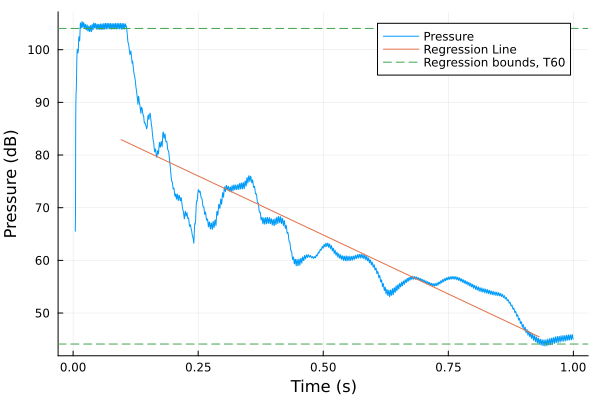 Pressure
Regression Line
Regression bounds, T60
Pressure (dB)
100
90
80
70
60
50
0.00 0.25 0.50 0.75 1.00
Time (s)